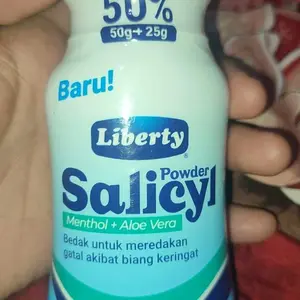 50%
50g+25g
Baru!
Liberty®
Salicyl
Powder
Menthol + Aloe Vera
Bedak untuk meredakan
gatal akibat biang keringat